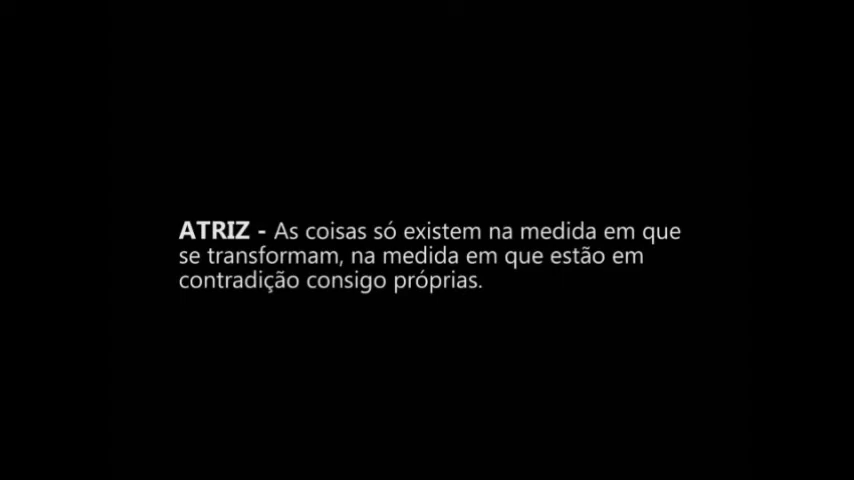 ATRIZ - As coisas só existem na medida em que
se transformam, na medida em que estão em
contradição consigo próprias.